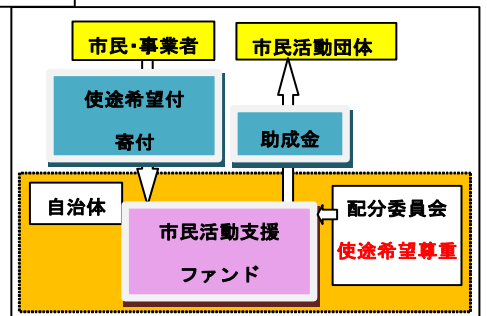 市民・事業者
市民活動団体
使途希望付
寄付
助成金
自治体
市民活動支援
ファンド
配分委員会
使途希望尊重